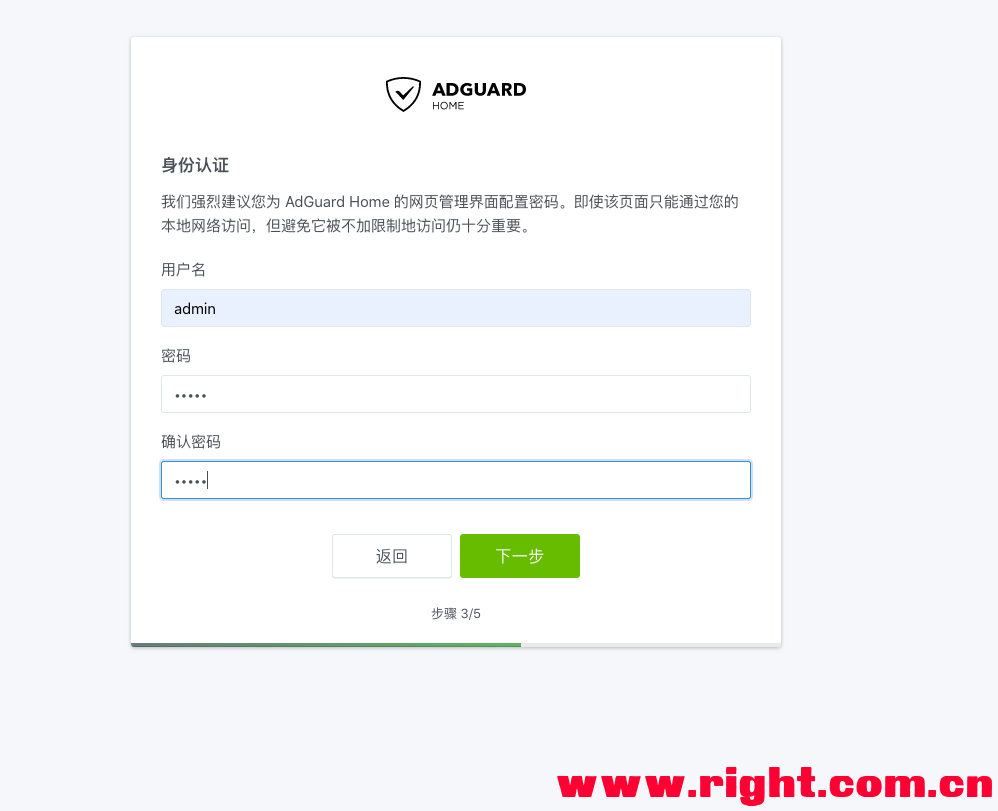 ADGUARD
HOME
身份认证
我们强烈建议您为 AdGuard Home 的网页管理界面配置密码。即使该页面只能通过您的
本地网络访问，但避免它被不加限制地访问仍十分重要。
用户名
admin
密码
•••••
确认密码
•••••
返回 下一步
步骤 3/5
www.right.com.cn